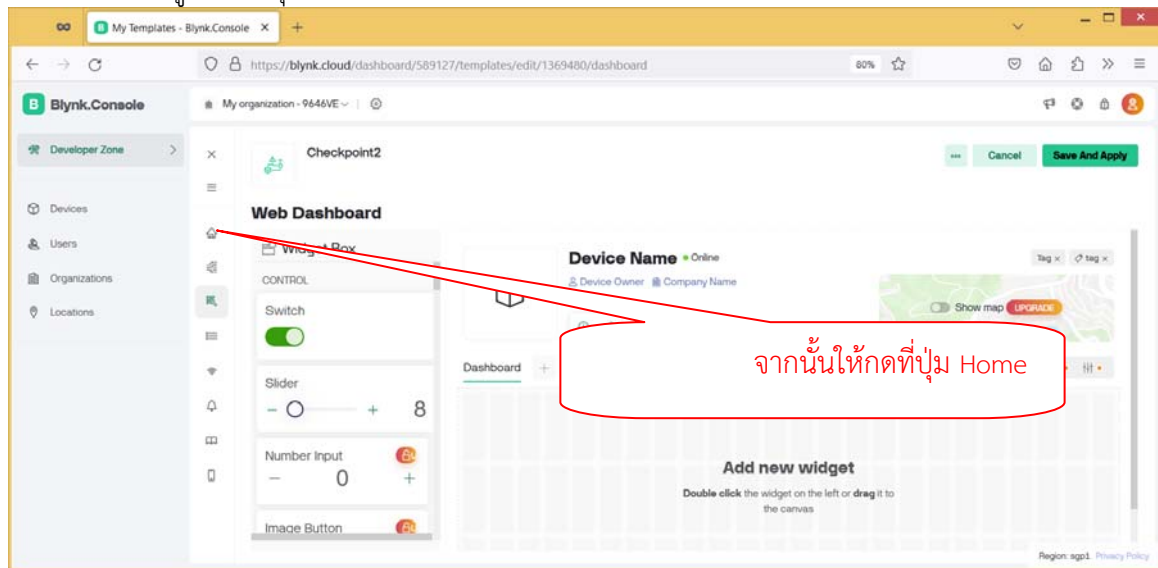 My Templates - Blynk.Console
https://blynk.cloud/dashboard/589127/templates/edit/1369480/dashboard
80%
B Blynk.Console
My organization - 9646VE
Developer Zone
Checkpoint2
Cancel
Save And Apply
Devices
Users
Organizations
Locations
Web Dashboard
Widget Box
CONTROL
Switch
Slider
8
Number Input
0
Image Button
Device Name
Online
Device Owner
Company Name
Tag ×
tag ×
Show map
UPGRADE
จากนั้นให้กดที่ปุ่ม Home
Dashboard
Add new widget
Double click the widget on the left or drag it to
the canvas
Region: sgp1
Privacy Policy